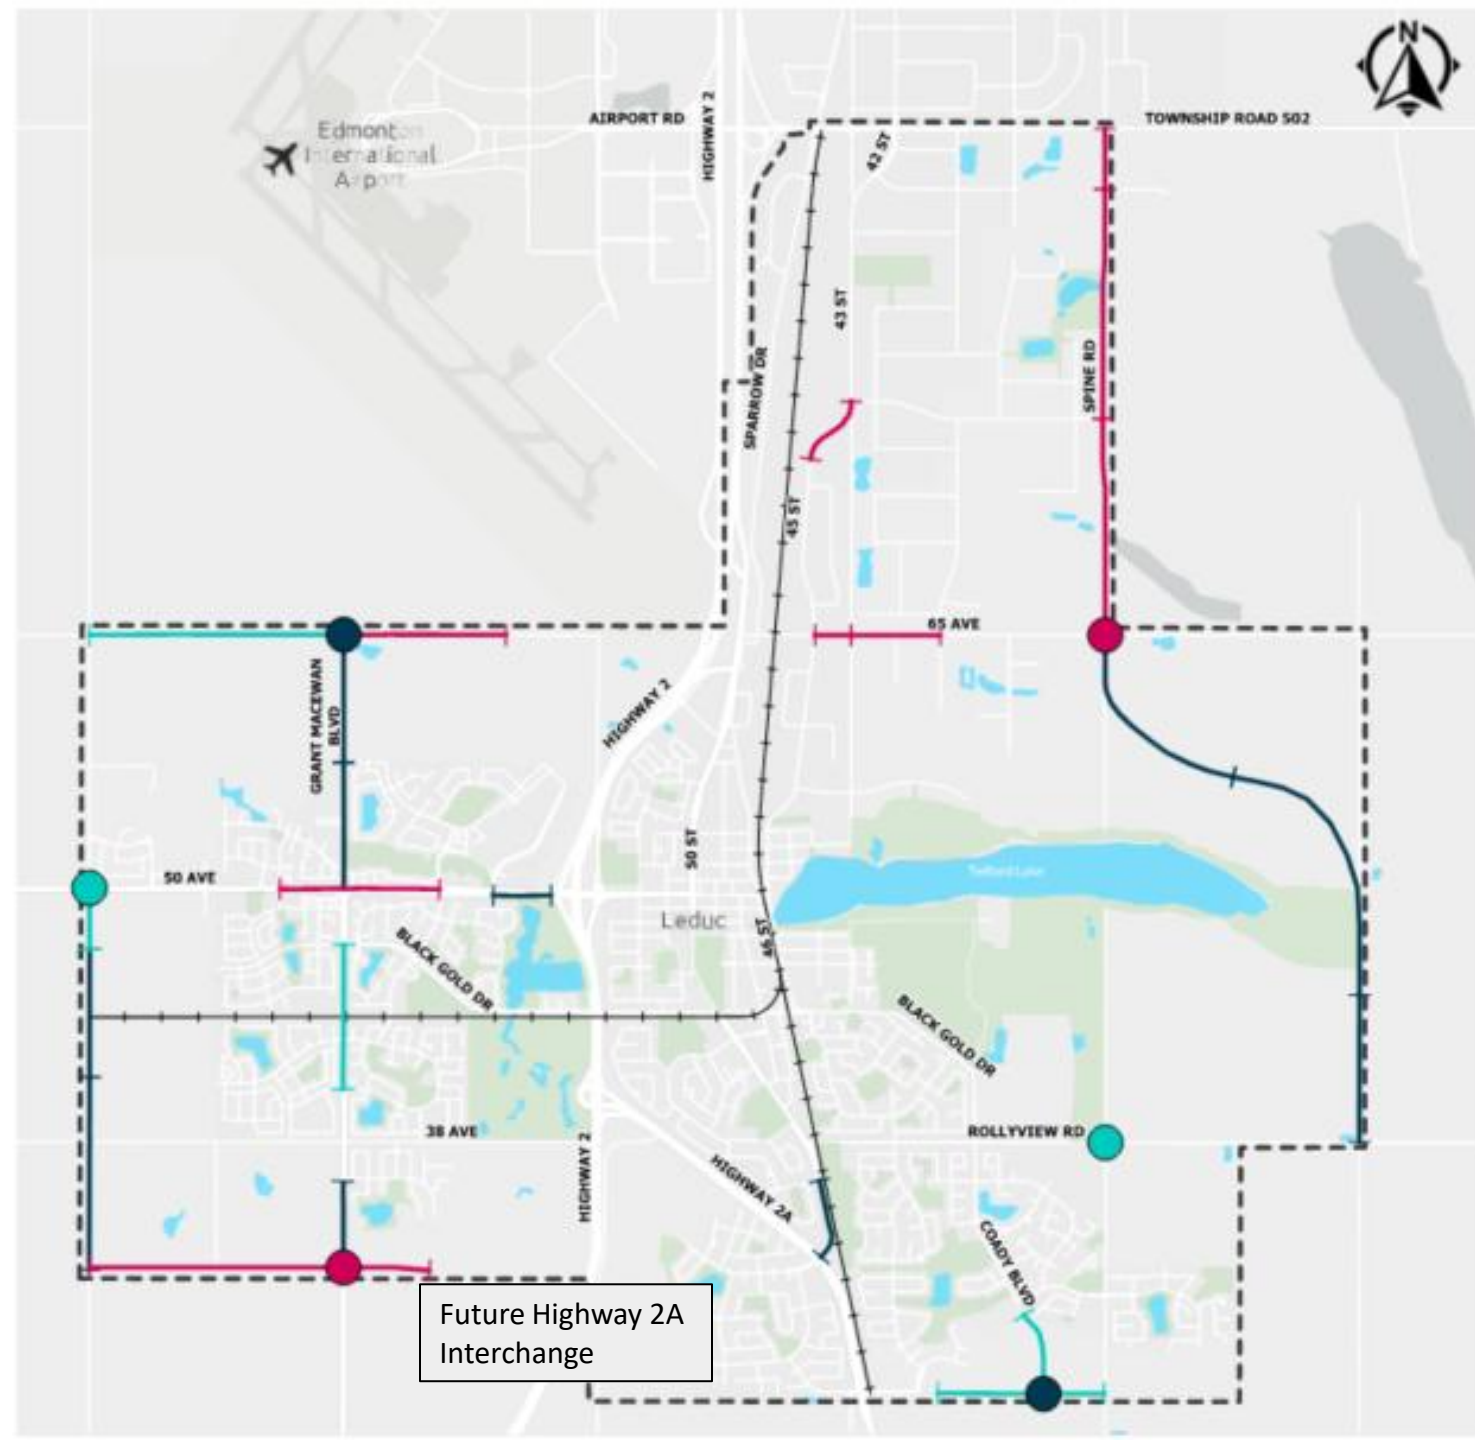 N
AIRPORT RD
HIGHWAY 2
TOWNSHIP ROAD 502
Edmonton
International
Airport
42 ST
43 ST
SPARROW DR
SPINE RD
45 ST
65 AVE
GRANT MACEWAN
BLVD
HIGHWAY 2
50 ST
50 AVE
Telford Lake
Leduc
46 ST
BLACK GOLD DR
BLACK GOLD DR
38 AVE
ROLLYVIEW RD
HIGHWAY 2
HIGHWAY 2A
COADY BLVD
Future Highway 2A
Interchange